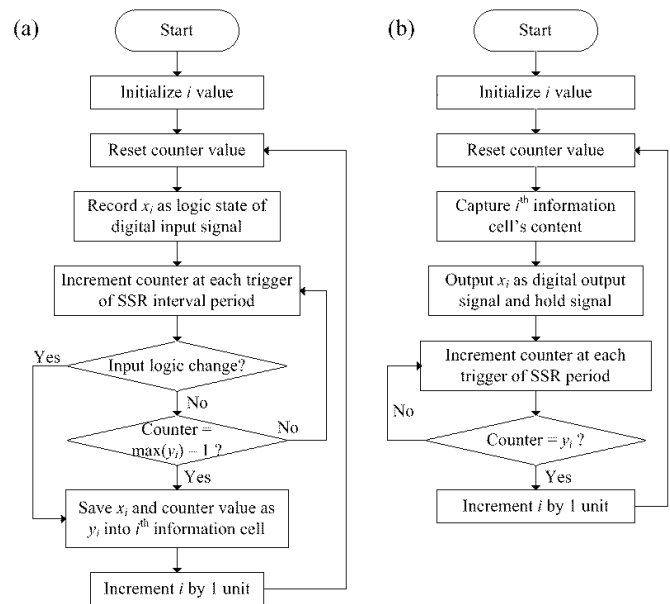 (a)
Start
Initialize i value
Reset counter value
Record xi as logic state of
digital input signal
Increment counter at each trigger
of SSR interval period
Yes
Input logic change?
No
No
Counter =
max(yi) – 1 ?
Yes
Save xi and counter value as
yi into ith information cell
Increment i by 1 unit
(b)
Start
Initialize i value
Reset counter value
Capture ith information
cell's content
Output xi as digital output
signal and hold signal
Increment counter at each
trigger of SSR period
No
Counter = yi ?
Yes
Increment i by 1 unit